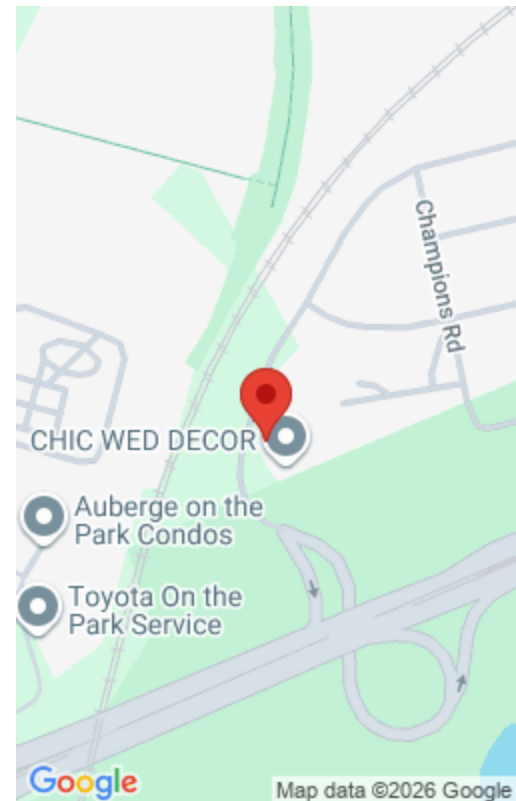 Champions Rd
CHIC WED DECOR
Auberge on the
Park Condos
Toyota On the
Park Service
Google
Map data ©2026 Google